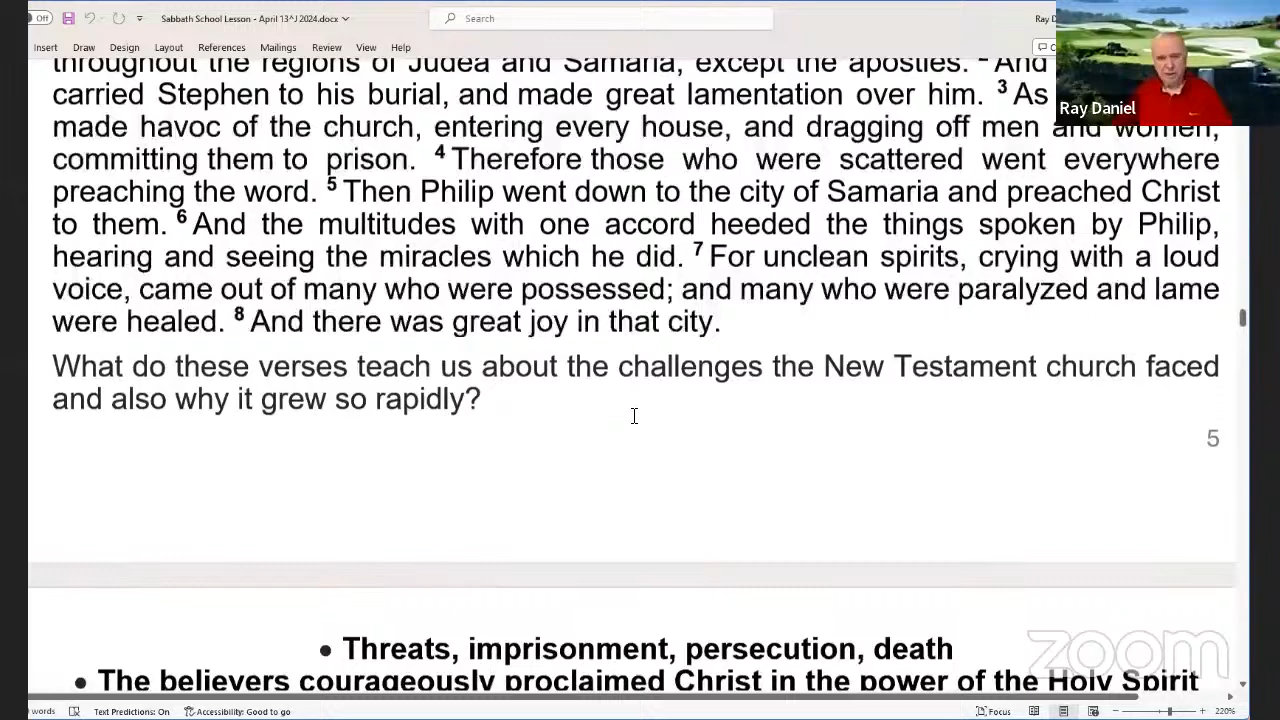 Off
Sabbath School Lesson - April 13^J 2024.docx
Search
Ray D
Insert Draw Design Layout References Mailings Review View Help
throughout the regions of Judea and Samaria, except the apostles. And
carried Stephen to his burial, and made great lamentation over him. 3 As
made havoc of the church, entering every house, and dragging off men and women,
committing them to prison. 4 Therefore those who were scattered went everywhere
preaching the word. 5 Then Philip went down to the city of Samaria and preached Christ
to them. 6 And the multitudes with one accord heeded the things spoken by Philip,
hearing and seeing the miracles which he did. 7 For unclean spirits, crying with a loud
voice, came out of many who were possessed; and many who were paralyzed and lame
were healed. 8 And there was great joy in that city.
What do these verses teach us about the challenges the New Testament church faced
and also why it grew so rapidly?
5
• Threats, imprisonment, persecution, death
• The believers courageously proclaimed Christ in the power of the Holy Spirit
Ray Daniel
zoom
words Text Predictions: On Accessibility: Good to go Focus 220%